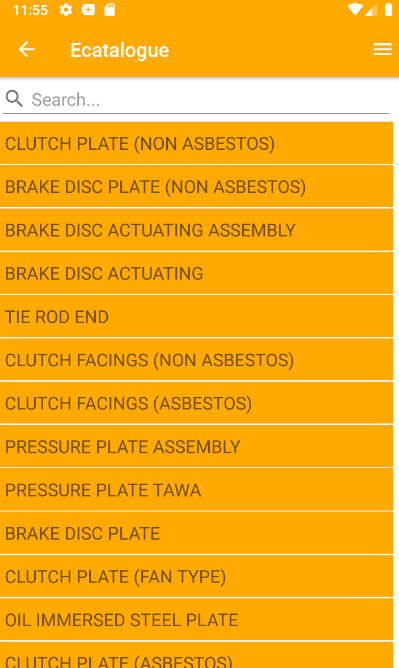 11:55
Ecatalogue
Search...
CLUTCH PLATE (NON ASBESTOS)
BRAKE DISC PLATE (NON ASBESTOS)
BRAKE DISC ACTUATING ASSEMBLY
BRAKE DISC ACTUATING
TIE ROD END
CLUTCH FACINGS (NON ASBESTOS)
CLUTCH FACINGS (ASBESTOS)
PRESSURE PLATE ASSEMBLY
PRESSURE PLATE TAWA
BRAKE DISC PLATE
CLUTCH PLATE (FAN TYPE)
OIL IMMERSED STEEL PLATE
CLUTCH PLATE (ASBESTOS)